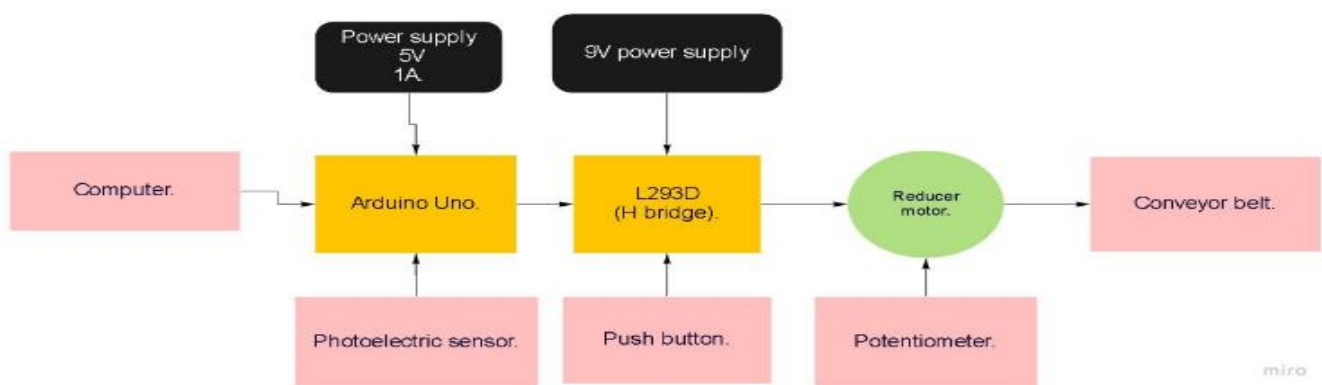 Power supply
5V
1A.
9V power supply
Computer.
Arduino Uno.
L293D
(H bridge).
Reducer
motor.
Conveyor belt.
Photoelectric sensor.
Push button.
Potentiometer.
miro